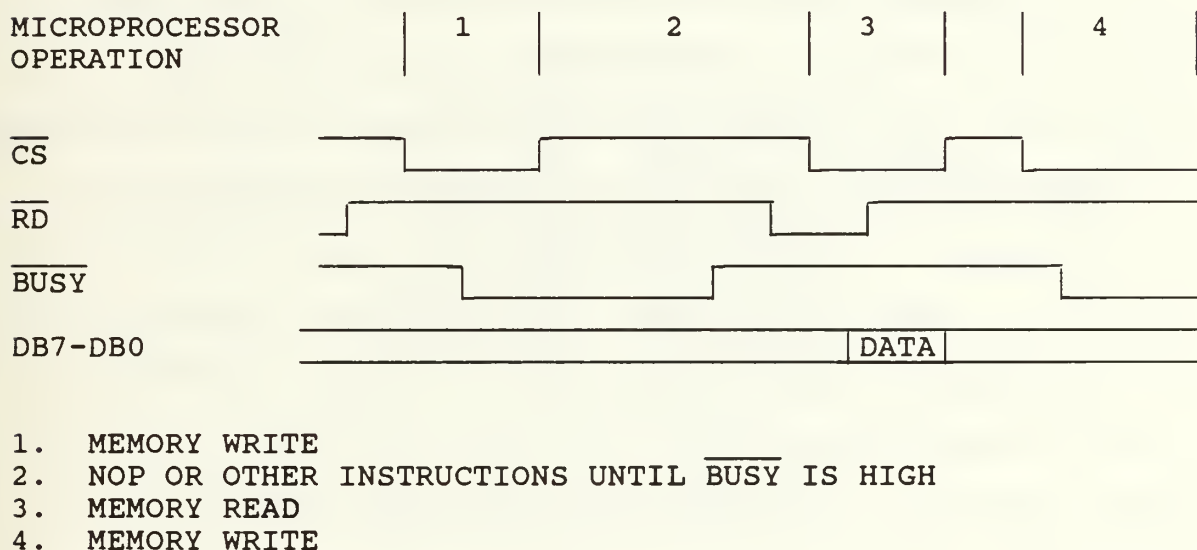 MICROPROCESSOR 1 2 3 4
OPERATION
CS
RD
BUSY
DB7-DB0 DATA
1. MEMORY WRITE
2. NOP OR OTHER INSTRUCTIONS UNTIL BUSY IS HIGH
3. MEMORY READ
4. MEMORY WRITE